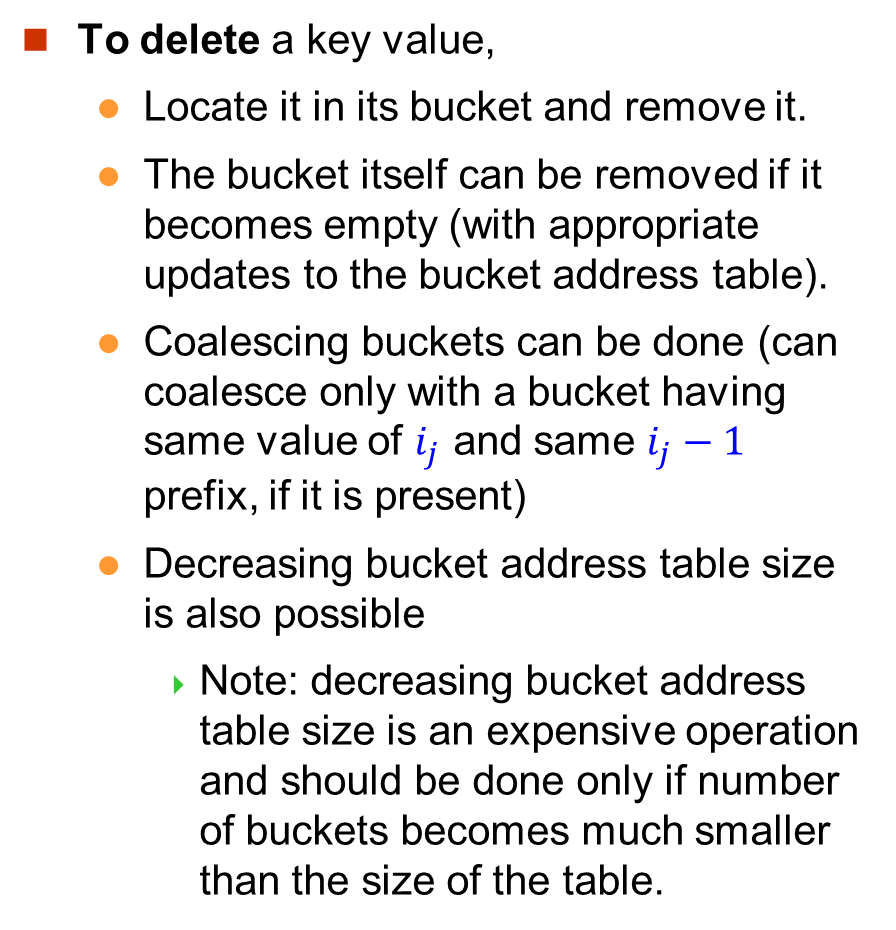 To delete a key value,
Locate it in its bucket and remove it.
The bucket itself can be removed if it
becomes empty (with appropriate
updates to the bucket address table).
Coalescing buckets can be done (can
coalesce only with a bucket having
same value of i_j and same i_j − 1
prefix, if it is present)
Decreasing bucket address table size
is also possible
Note: decreasing bucket address
table size is an expensive operation
and should be done only if number
of buckets becomes much smaller
than the size of the table.